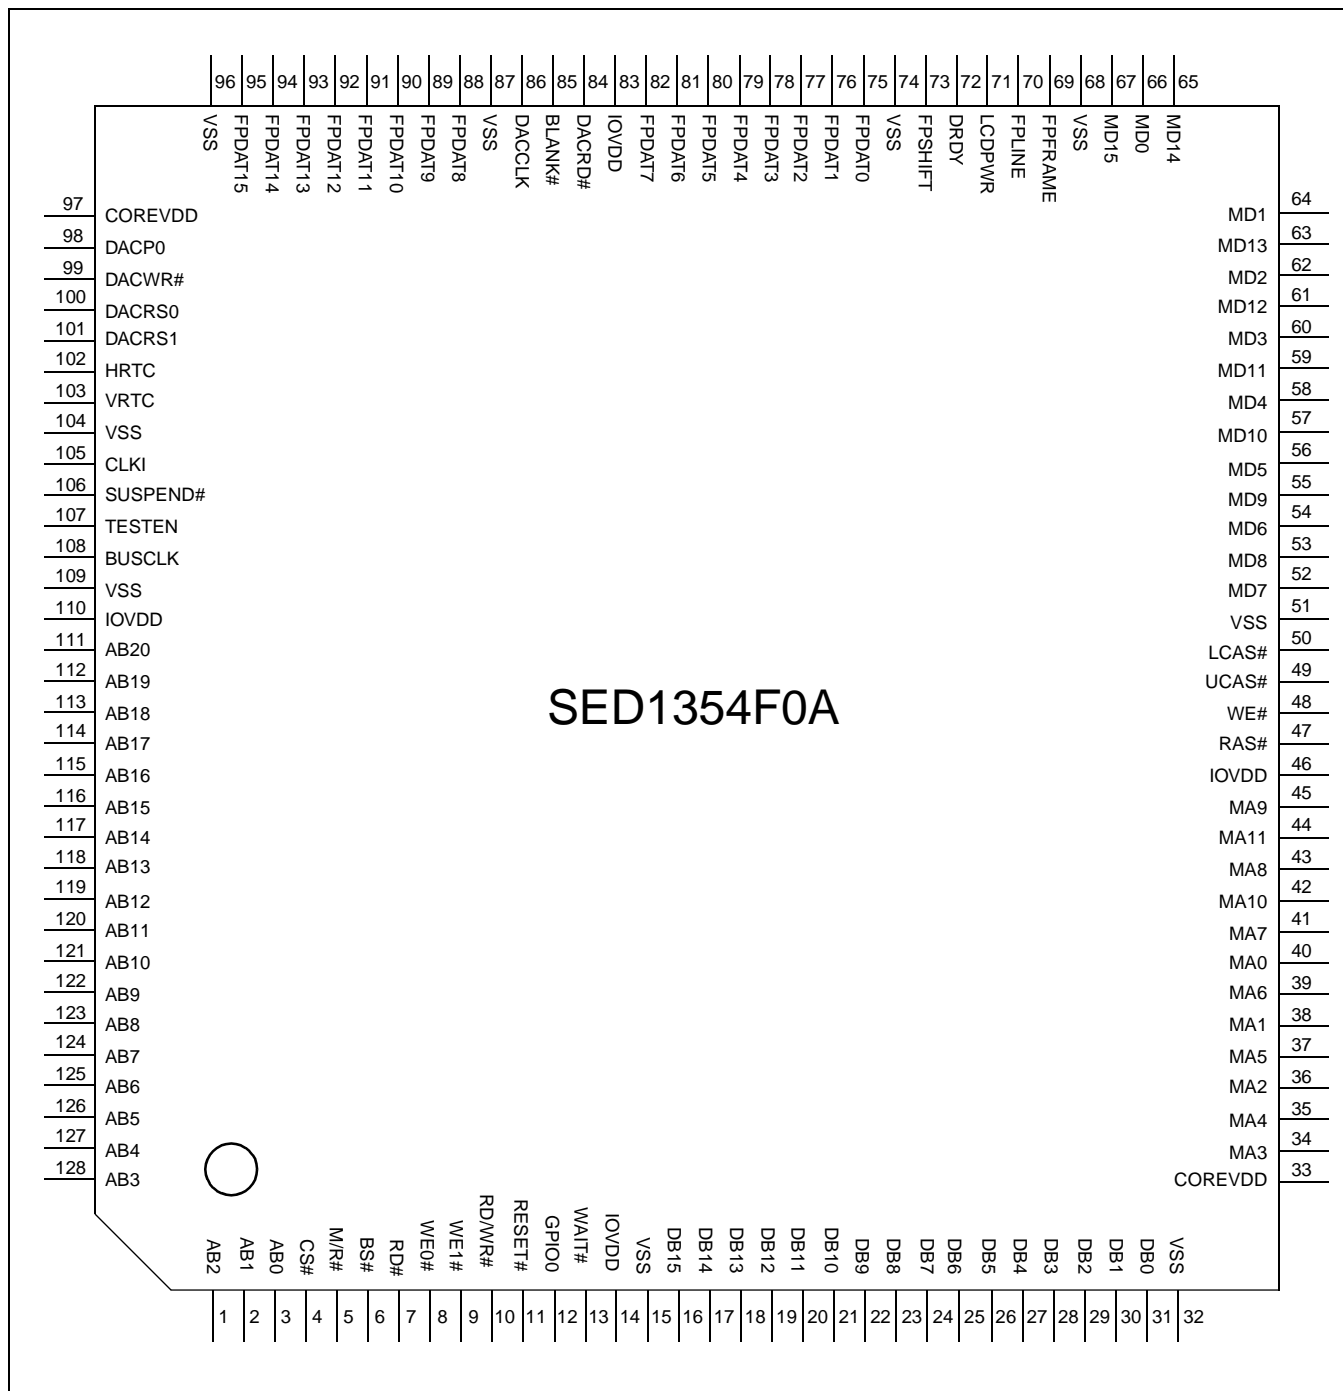 96 95 94 93 92 91 90 89 88 87 86 85 84 83 82 81 80 79 78 77 76 75 74 73 72 71 70 69 68 67 66 65
VSS FPDAT15 FPDAT14 FPDAT13 FPDAT12 FPDAT11 FPDAT10 FPDAT9 FPDAT8 VSS DACCLK BLANK# DACRD# IOVDD FPDAT7 FPDAT6 FPDAT5 FPDAT4 FPDAT3 FPDAT2 FPDAT1 FPDAT0 VSS FPSHIFT DRDY LCDPWR FPLINE FPFRAME VSS MD15 MD0 MD14
97 COREVDD
98 DACP0
99 DACWR#
100 DACRS0
101 DACRS1
102 HRTC
103 VRTC
104 VSS
105 CLKI
106 SUSPEND#
107 TESTEN
108 BUSCLK
109 VSS
110 IOVDD
111 AB20
112 AB19
113 AB18
114 AB17
115 AB16
116 AB15
117 AB14
118 AB13
119 AB12
120 AB11
121 AB10
122 AB9
123 AB8
124 AB7
125 AB6
126 AB5
127 AB4
128 AB3
SED1354F0A
MD1 64
MD13 63
MD2 62
MD12 61
MD3 60
MD11 59
MD4 58
MD10 57
MD5 56
MD9 55
MD6 54
MD8 53
MD7 52
VSS 51
LCAS# 50
UCAS# 49
WE# 48
RAS# 47
IOVDD 46
MA9 45
MA11 44
MA8 43
MA10 42
MA7 41
MA0 40
MA6 39
MA1 38
MA5 37
MA2 36
MA4 35
MA3 34
COREVDD 33
AB2 AB1 AB0 CS# M/R# BS# RD# WE0# WE1# RD/WR# RESET# GPIO0 WAIT# IOVDD VSS DB15 DB14 DB13 DB12 DB11 DB10 DB9 DB8 DB7 DB6 DB5 DB4 DB3 DB2 DB1 DB0 VSS
1 2 3 4 5 6 7 8 9 10 11 12 13 14 15 16 17 18 19 20 21 22 23 24 25 26 27 28 29 30 31 32